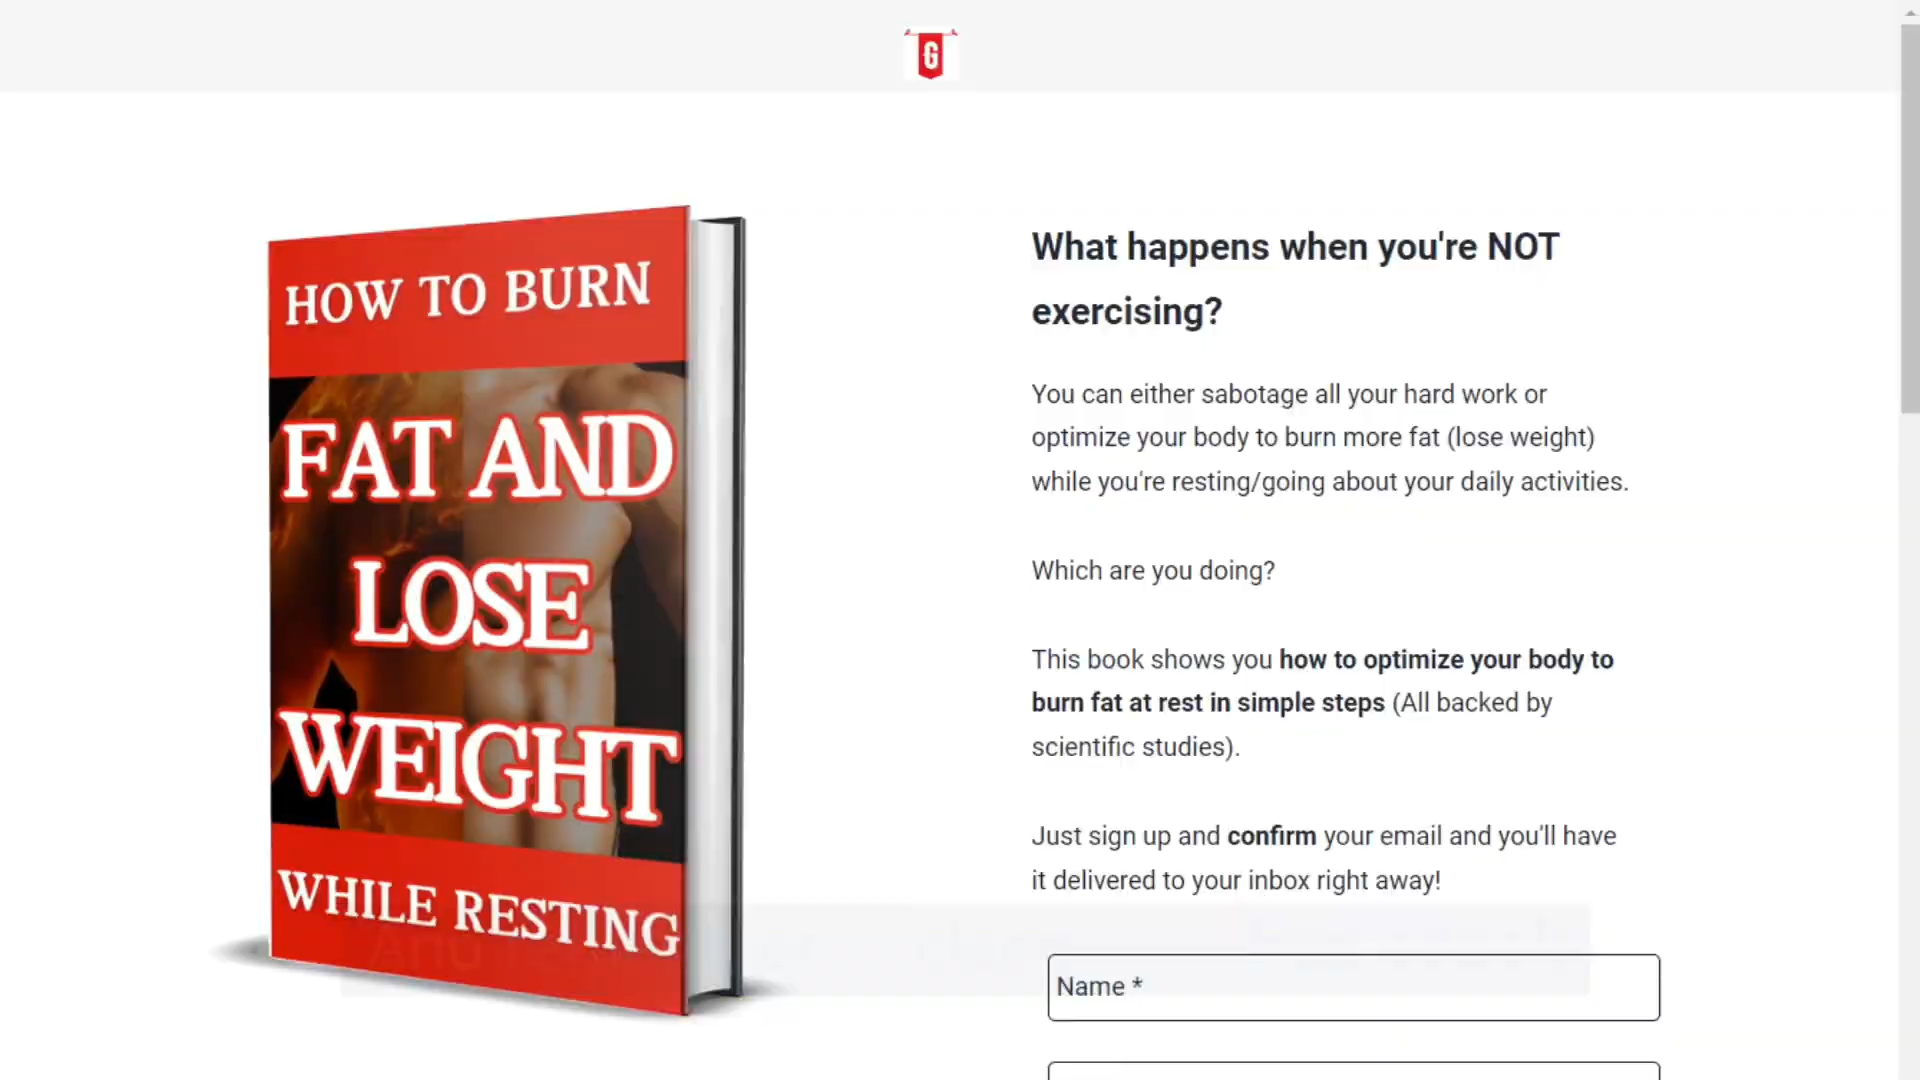 G
HOW TO BURN
FAT AND
LOSE
WEIGHT
WHILE RESTING
What happens when you're NOT
exercising?
You can either sabotage all your hard work or
optimize your body to burn more fat (lose weight)
while you're resting/going about your daily activities.
Which are you doing?
This book shows you how to optimize your body to
burn fat at rest in simple steps (All backed by
scientific studies).
Just sign up and confirm your email and you'll have
it delivered to your inbox right away!
Name *